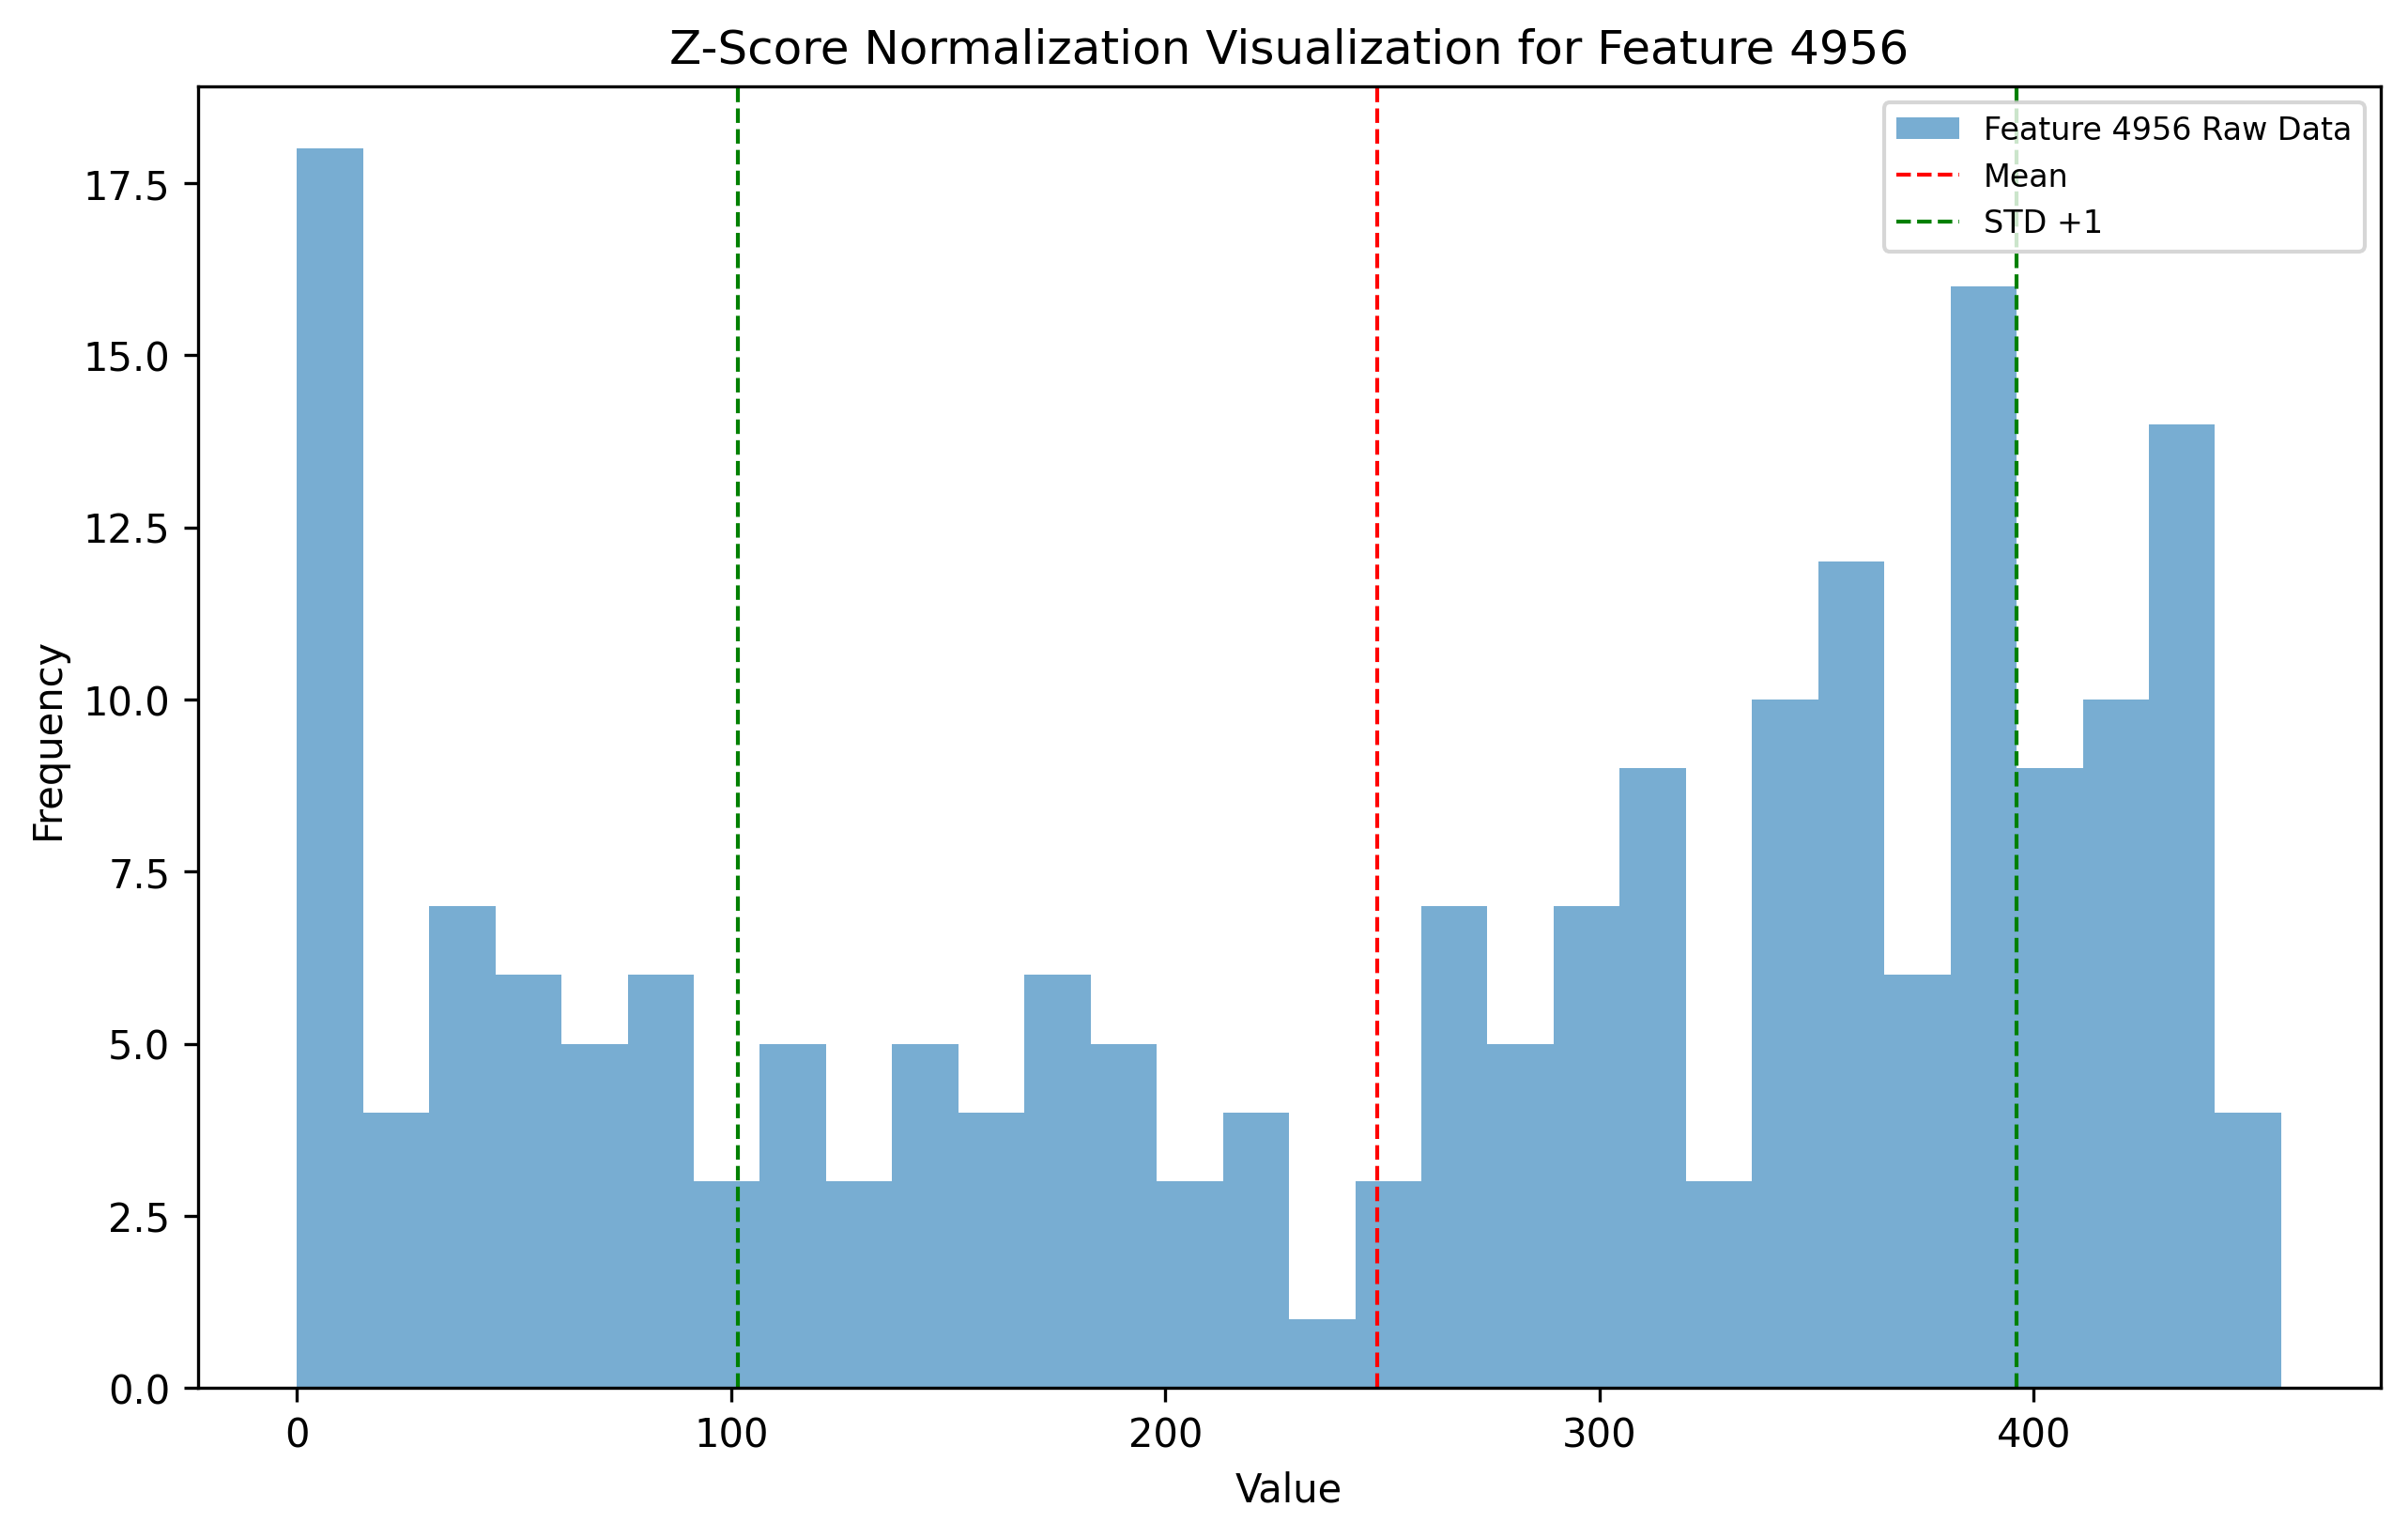 Z-Score Normalization Visualization for Feature 4956
Feature 4956 Raw Data
Mean
STD +1
17.5
15.0
12.5
10.0
7.5
5.0
2.5
0.0
Frequency
0 100 200 300 400
Value